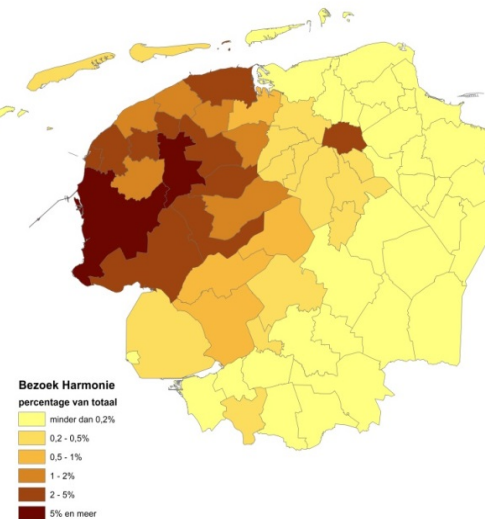 Bezoek Harmonie
percentage van totaal
minder dan 0,2%
0,2 - 0,5%
0,5 - 1%
1 - 2%
2 - 5%
5% en meer